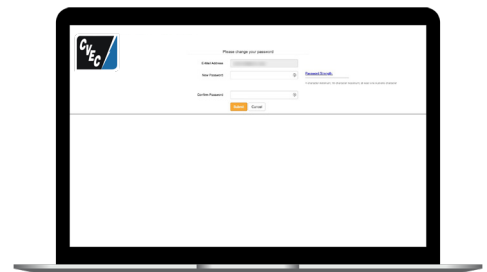 CVEC
Please change your password
E-Mail Address
New Password
Password Strength
Confirm Password
Submit
Cancel